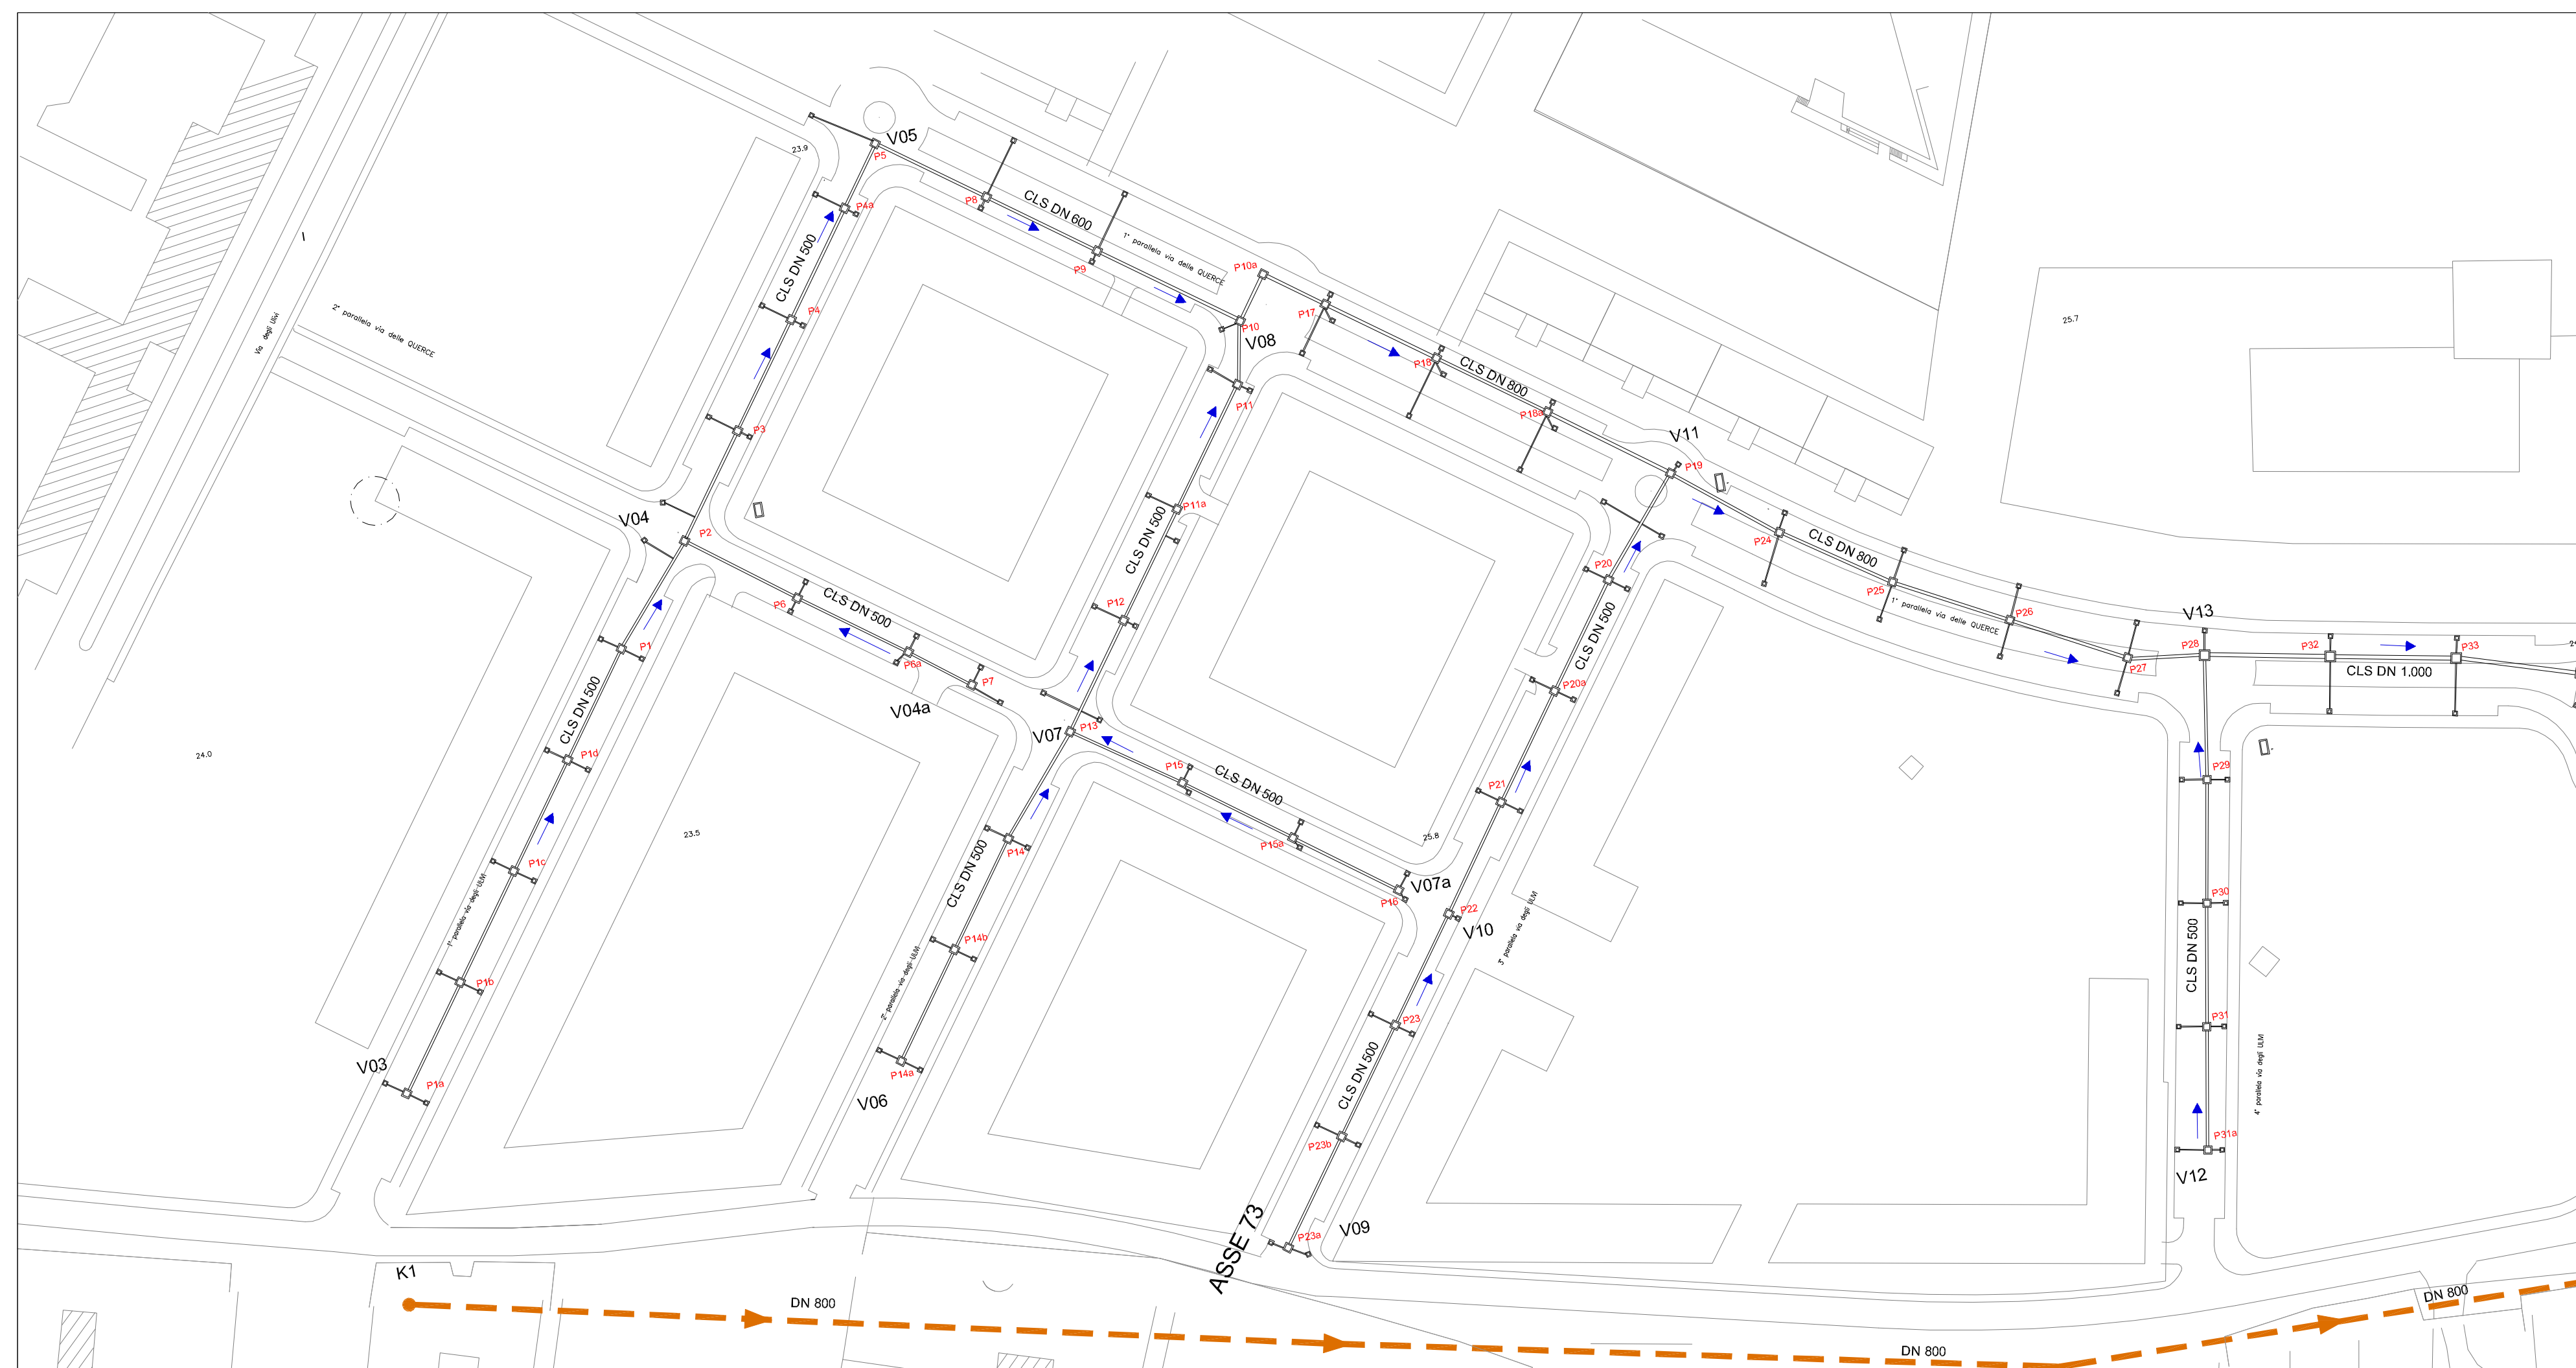 V05
P5
23.9
P4a
P8
CLS DN 600
1° parallela via delle QUERCE
P9
CLS DN 500
P4
P10a
P10
V08
P17
P18
CLS DN 800
P18a
25.7
I
Via degli Ulivi
2° parallela via delle QUERCE
P3
P11
P11a
CLS DN 500
V11
P19
P24
CLS DN 800
P25
1° parallela via delle QUERCE
P26
P27
V13
P28
P32
P33
CLS DN 1,000
V04
P2
P6
CLS DN 500
P6a
P7
V04a
P12
P20
CLS DN 500
P20a
P1
CLS DN 500
P1d
V07
P13
P15
CLS DN 500
P15a
P21
P29
24.0
23.5
25.8
P14
CLS DN 500
P1c
1° parallela via degli ULMI
P1b
P14b
2° parallela via degli ULMI
V07a
P16
P22
V10
3° parallela via degli ULMI
P30
CLS DN 500
P31
P23
CLS DN 500
V03
P1a
P14a
V06
P23b
4° parallela via degli ULMI
P31a
V12
ASSE 73
P23a
V09
K1
DN 800
DN 800
DN 800